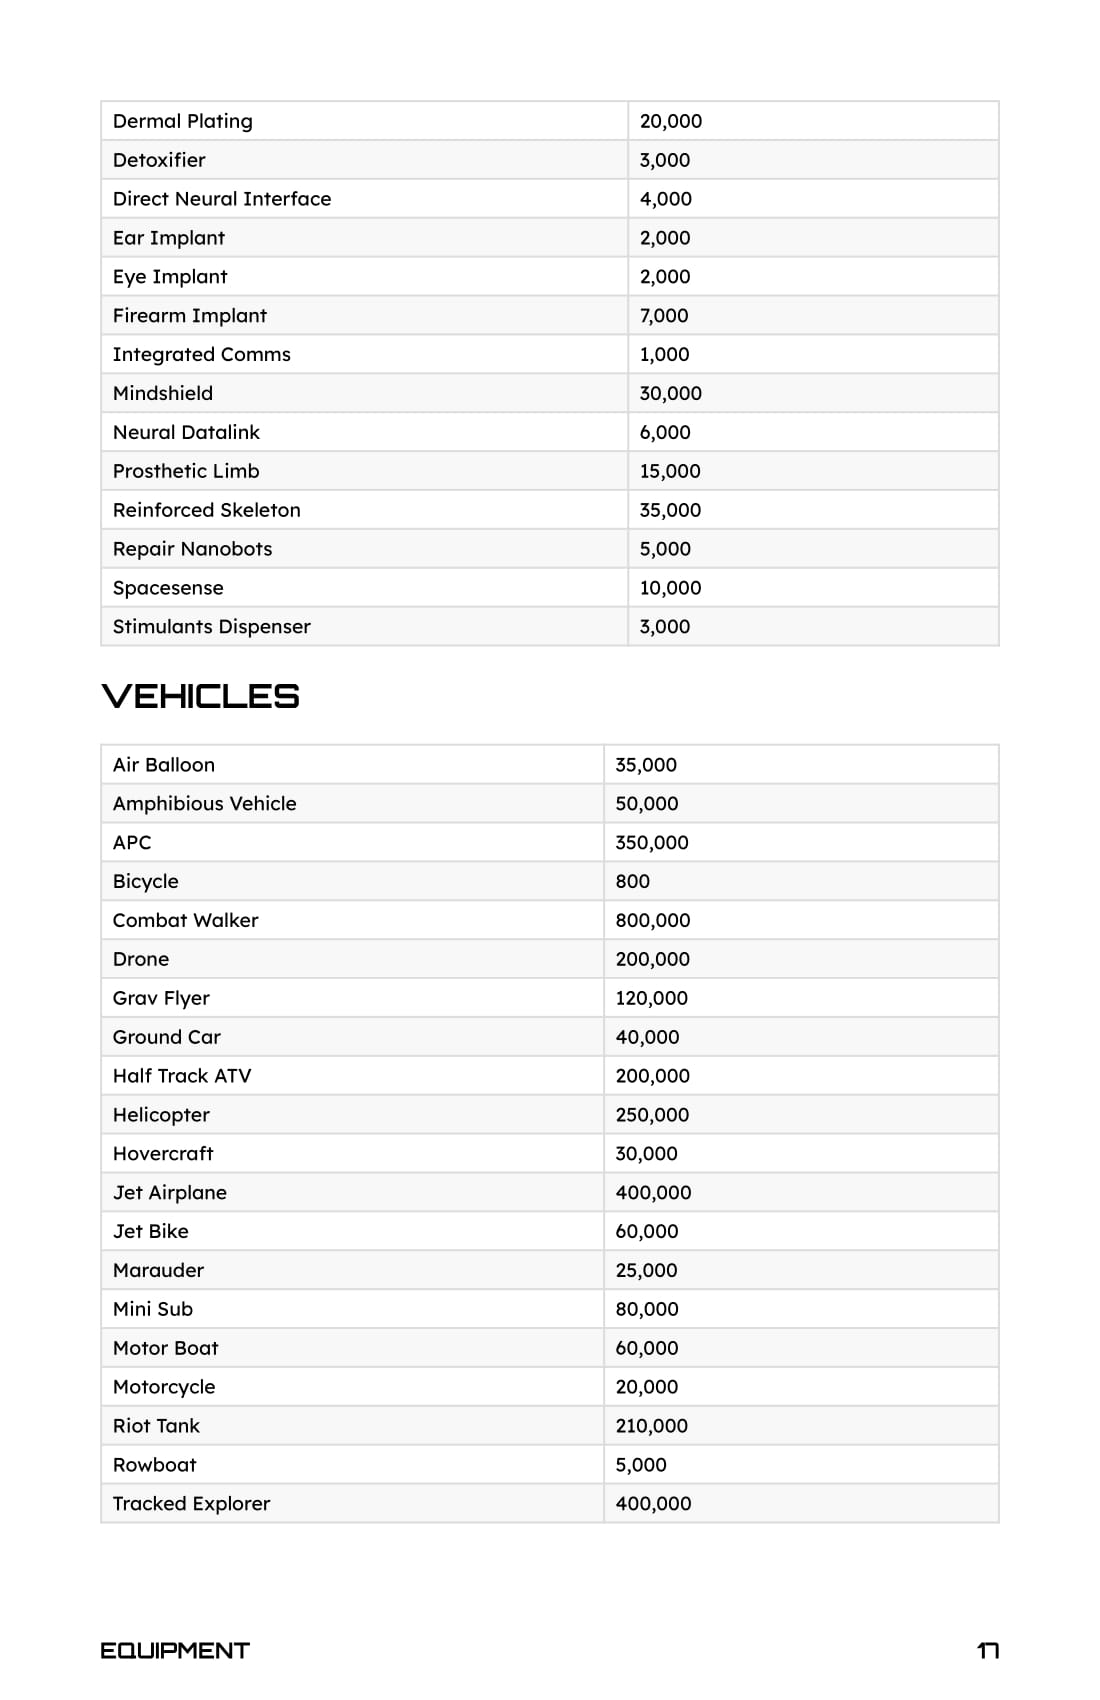 Dermal Plating 20,000
Detoxifier 3,000
Direct Neural Interface 4,000
Ear Implant 2,000
Eye Implant 2,000
Firearm Implant 7,000
Integrated Comms 1,000
Mindshield 30,000
Neural Datalink 6,000
Prosthetic Limb 15,000
Reinforced Skeleton 35,000
Repair Nanobots 5,000
Spacesense 10,000
Stimulants Dispenser 3,000
VEHICLES
Air Balloon 35,000
Amphibious Vehicle 50,000
APC 350,000
Bicycle 800
Combat Walker 800,000
Drone 200,000
Grav Flyer 120,000
Ground Car 40,000
Half Track ATV 200,000
Helicopter 250,000
Hovercraft 30,000
Jet Airplane 400,000
Jet Bike 60,000
Marauder 25,000
Mini Sub 80,000
Motor Boat 60,000
Motorcycle 20,000
Riot Tank 210,000
Rowboat 5,000
Tracked Explorer 400,000
EQUIPMENT 17